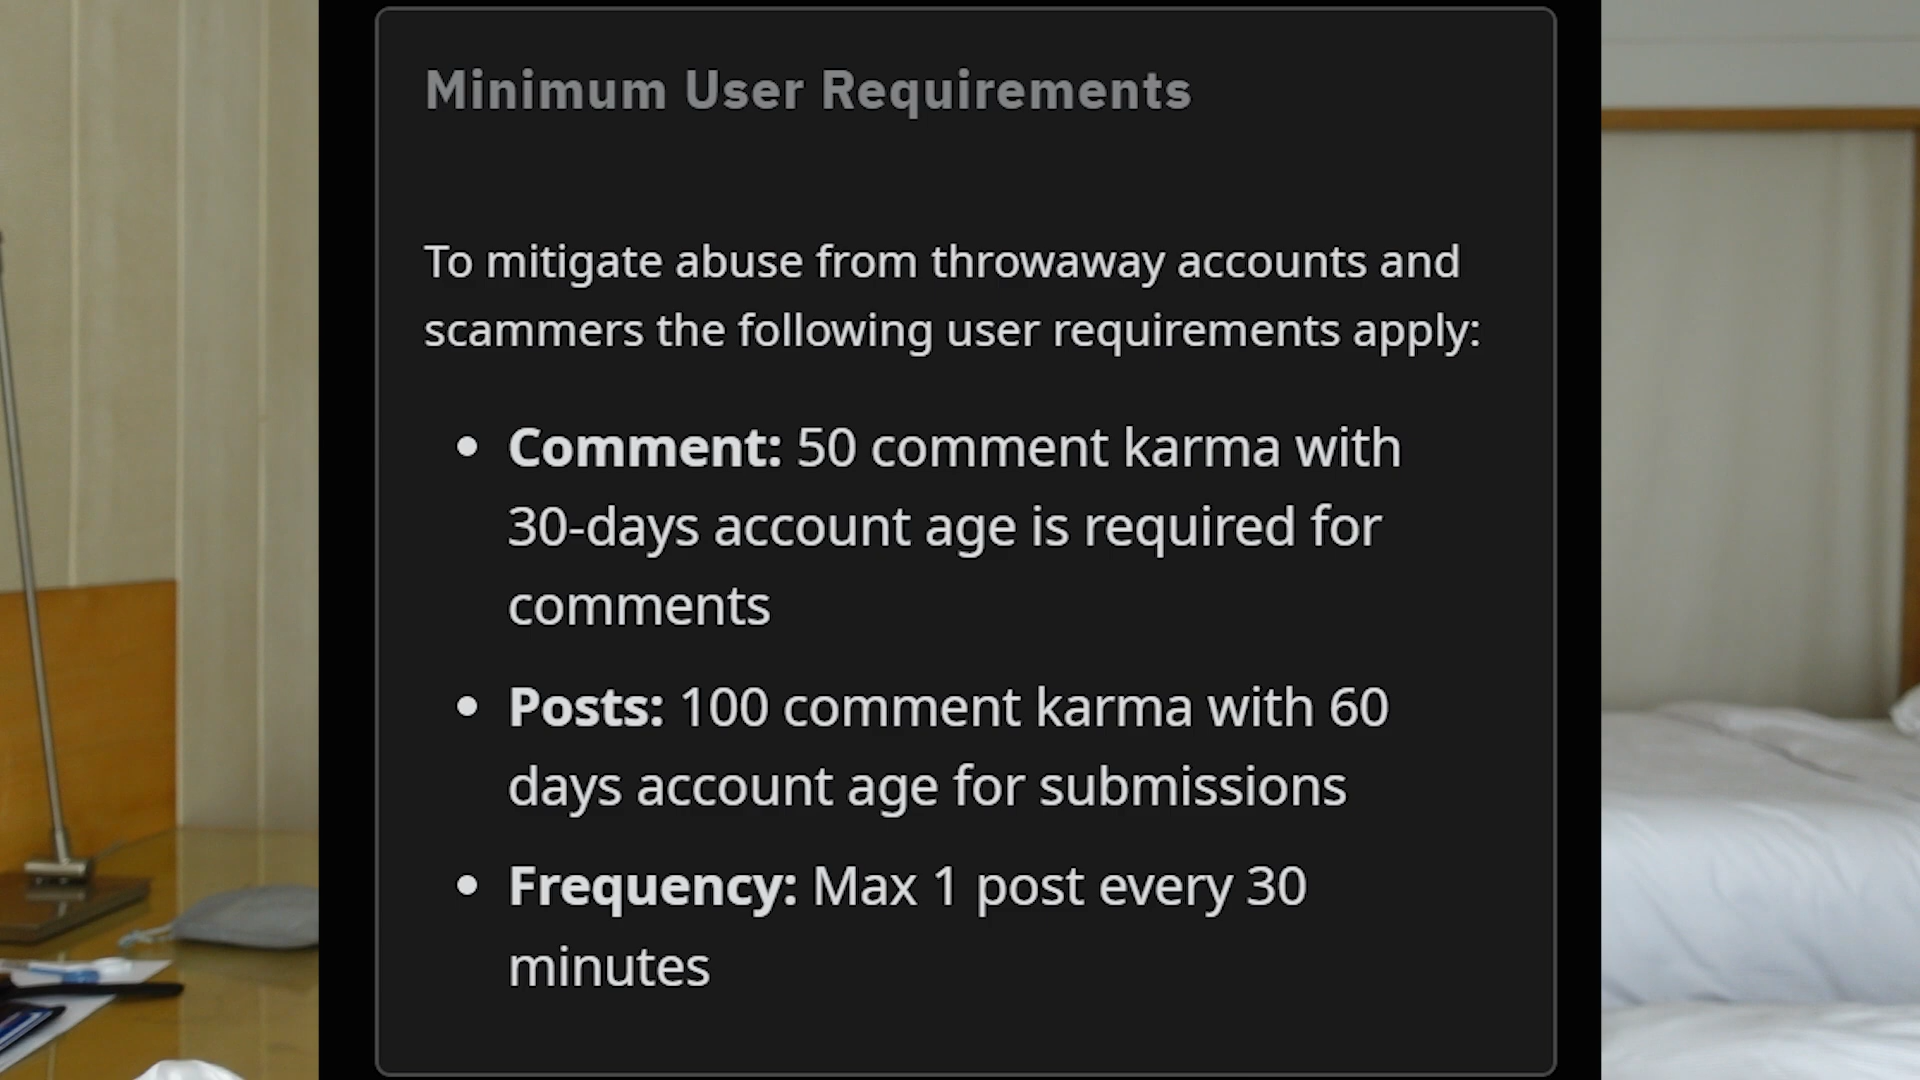 Minimum User Requirements
To mitigate abuse from throwaway accounts and
scammers the following user requirements apply:
• Comment: 50 comment karma with
30-days account age is required for
comments
• Posts: 100 comment karma with 60
days account age for submissions
• Frequency: Max 1 post every 30
minutes